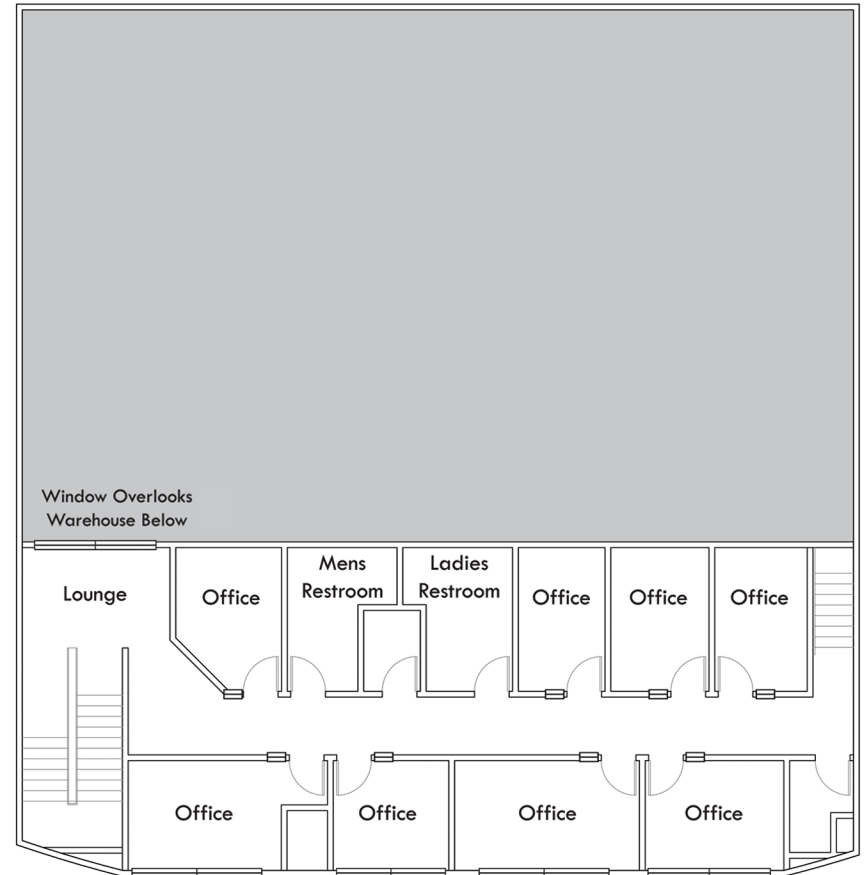 Window Overlooks
Warehouse Below
Lounge
Office
Mens
Restroom
Ladies
Restroom
Office
Office
Office
Office
Office
Office
Office